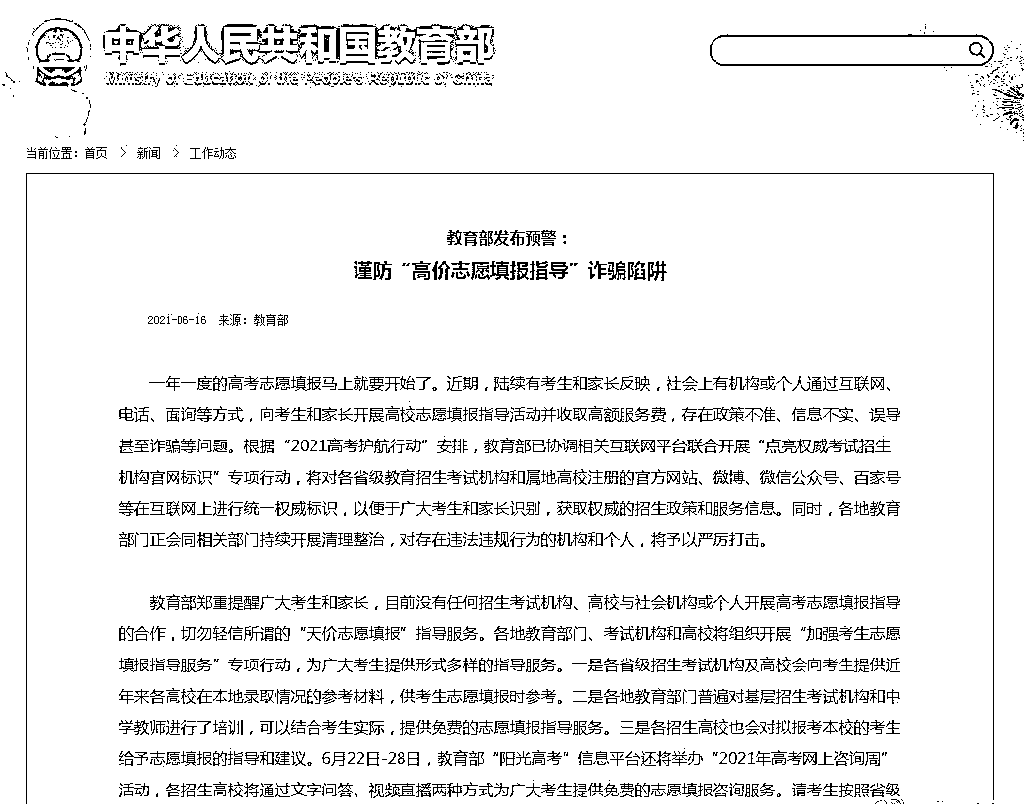 中华人民共和国教育部
Ministry of Education of the People's Republic of China
当前位置：首页 > 新闻 > 工作动态
教育部发布预警：
谨防“高价志愿填报指导”诈骗陷阱
2021-06-16 来源：教育部
一年一度的高考志愿填报马上就要开始了。近期，陆续有考生和家长反映，社会上有机构或个人通过互联网、
电话、面询等方式，向考生和家长开展高校志愿填报指导活动并收取高额服务费，存在政策不准、信息不实、误导
甚至诈骗等问题。根据“2021高考护航行动”安排，教育部已协调相关互联网平台联合开展“点亮权威考试招生
机构官网标识”专项行动，将对各省级教育招生考试机构和属地高校注册的官方网站、微博、微信公众号、百家号
等在互联网上进行统一权威标识，以便于广大考生和家长识别，获取权威的招生政策和服务信息。同时，各地教育
部门正会同相关部门持续开展清理整治，对存在违法违规行为的机构和个人，将予以严厉打击。
教育部郑重提醒广大考生和家长，目前没有任何招生考试机构、高校与社会机构或个人开展高考志愿填报指导
的合作，切勿轻信所谓的“天价志愿填报”指导服务。各地教育部门、考试机构和高校将组织开展“加强考生志愿
填报指导服务”专项行动，为广大考生提供形式多样的指导服务。一是各省级招生考试机构及高校会向考生提供近
年来各高校在本地录取情况的参考材料，供考生志愿填报时参考。二是各地教育部门普遍对基层招生考试机构和中
学教师进行了培训，可以结合考生实际，提供免费的志愿填报指导服务。三是各招生高校也会对拟报考本校的考生
给予志愿填报的指导和建议。6月22日-28日，教育部“阳光高考”信息平台还将举办“2021年高考网上咨询周”
活动，各招生高校将通过文字问答、视频直播两种方式为广大考生提供免费的志愿填报咨询服务。请考生按照省级